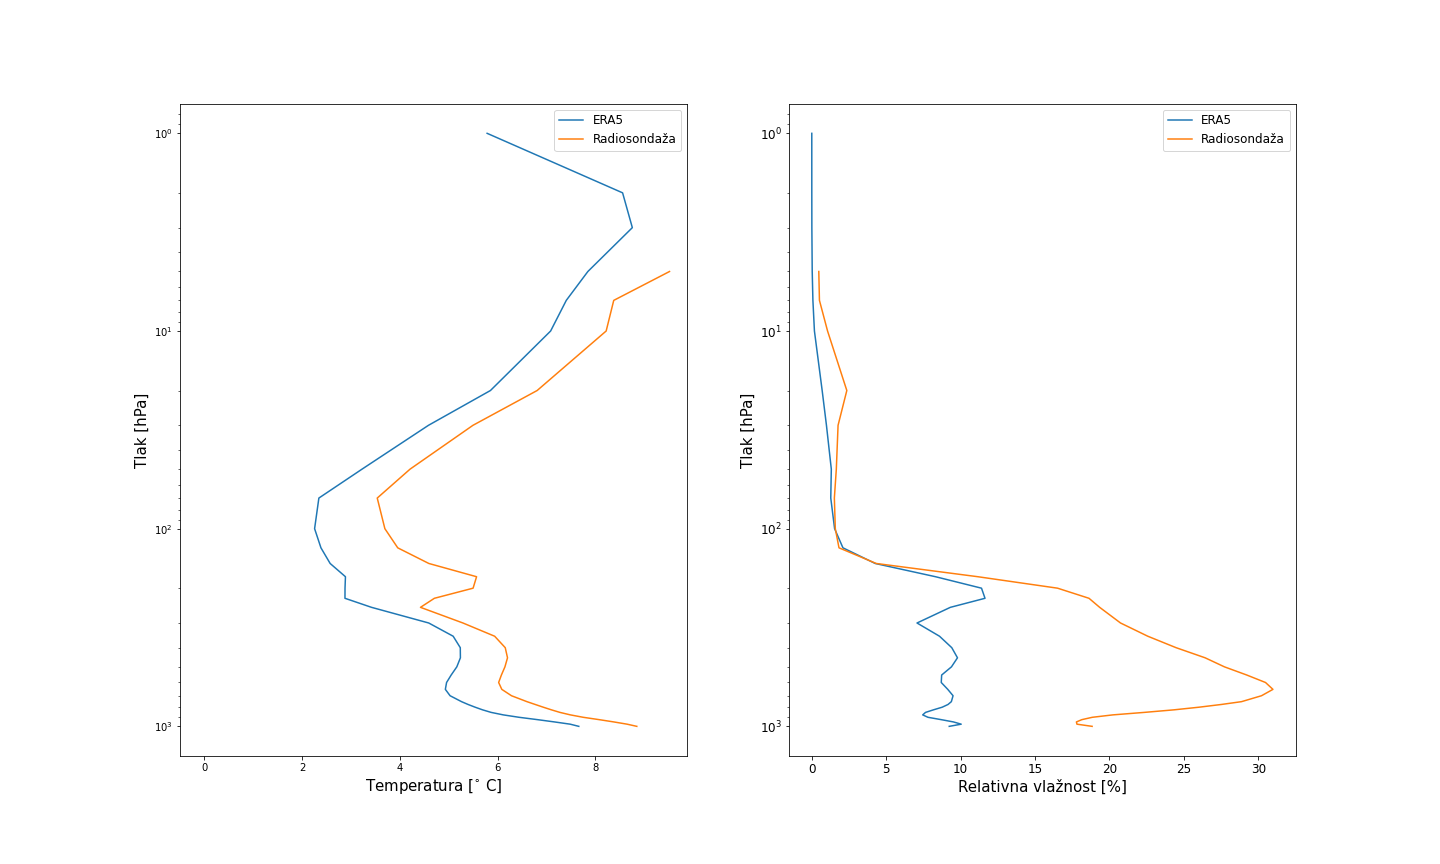 ERA5
Radiosondaža
10⁰
10¹
10²
10³
Tlak [hPa]
0 2 4 6 8
Temperatura [° C]
ERA5
Radiosondaža
10⁰
10¹
10²
10³
Tlak [hPa]
0 5 10 15 20 25 30
Relativna vlažnost [%]